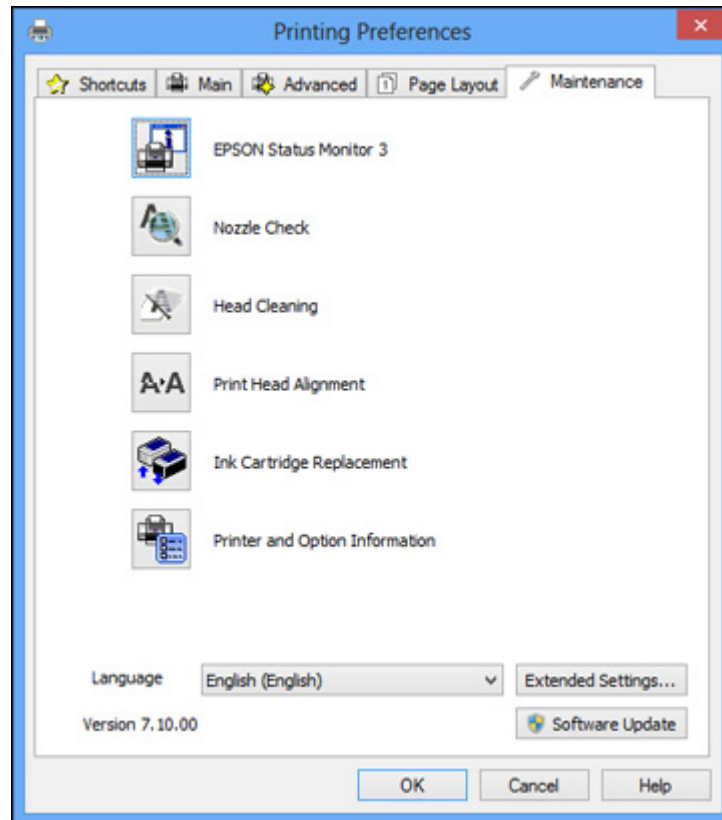 Printing Preferences
Shortcuts Main Advanced 1 Page Layout Maintenance
EPSON Status Monitor 3
Nozzle Check
Head Cleaning
A A
Print Head Alignment
Ink Cartridge Replacement
Printer and Option Information
Language English (English) Extended Settings...
Version 7.10.00 Software Update
OK Cancel Help